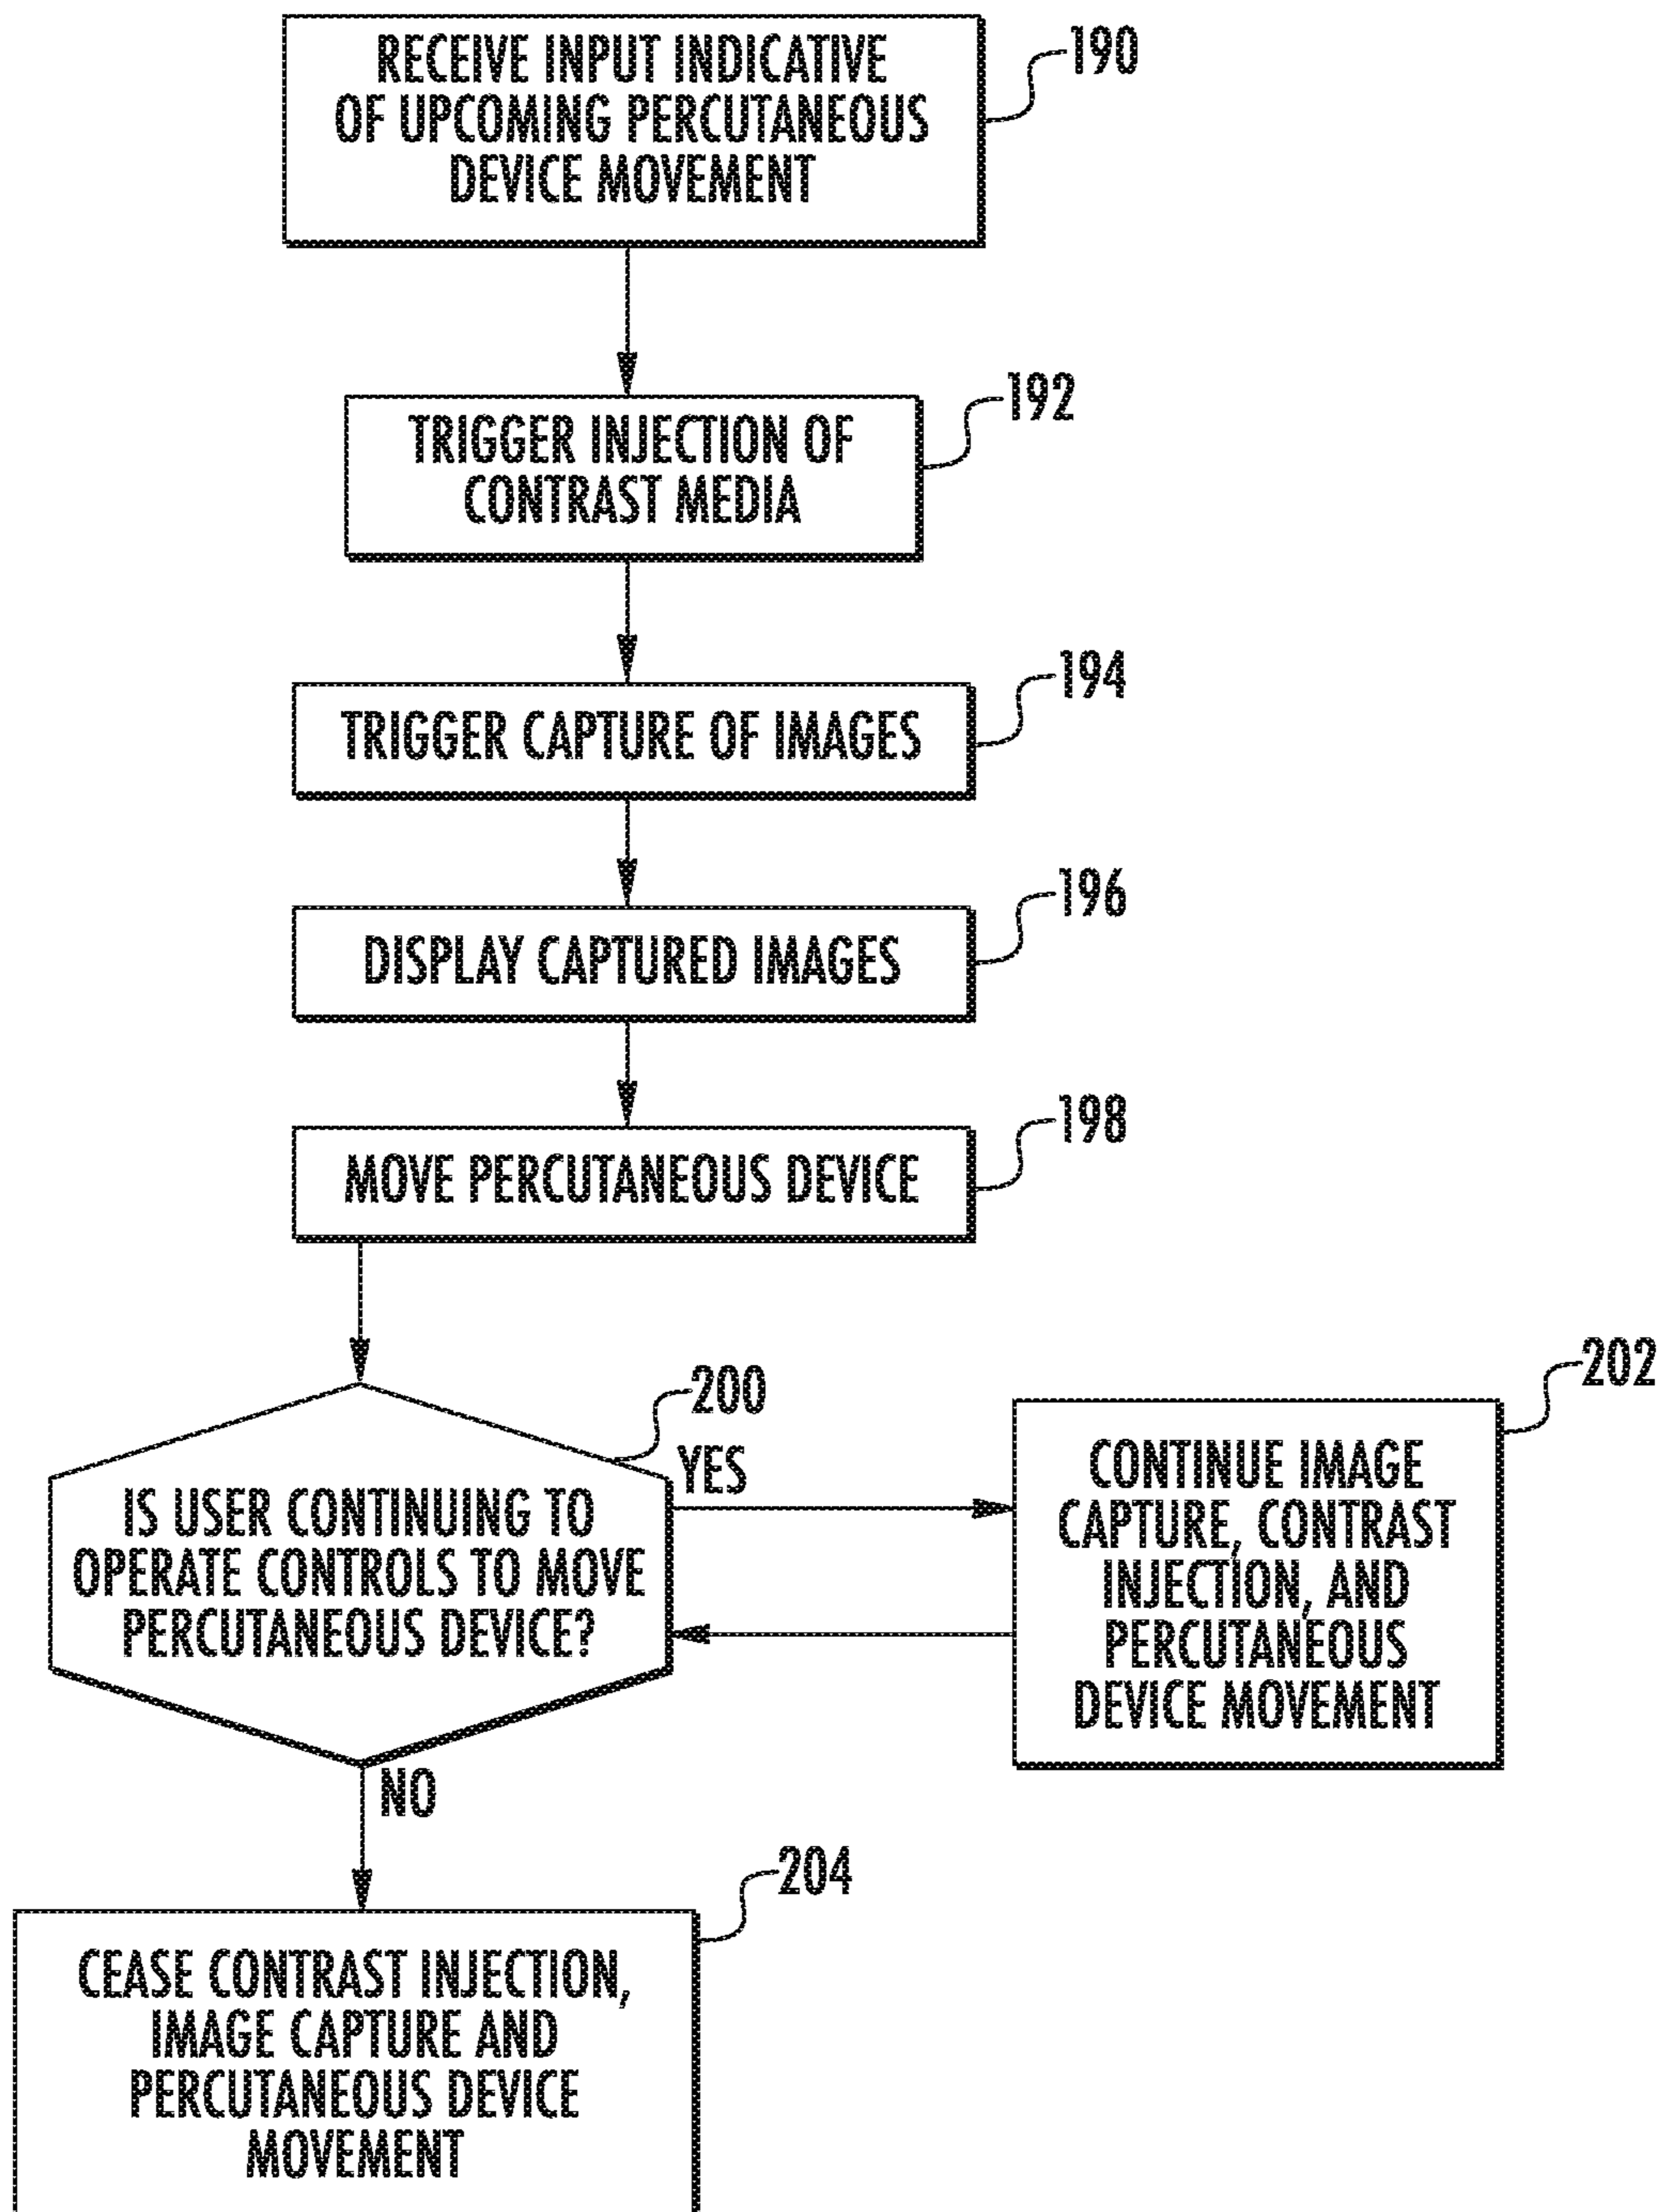 RECEIVE INPUT INDICATIVE
OF UPCOMING PERCUTANEOUS
DEVICE MOVEMENT
190
TRIGGER INJECTION OF
CONTRAST MEDIA
192
TRIGGER CAPTURE OF IMAGES
194
DISPLAY CAPTURED IMAGES
196
MOVE PERCUTANEOUS DEVICE
198
IS USER CONTINUING TO
OPERATE CONTROLS TO MOVE
PERCUTANEOUS DEVICE?
200
YES
CONTINUE IMAGE
CAPTURE, CONTRAST
INJECTION, AND
PERCUTANEOUS
DEVICE MOVEMENT
202
NO
CEASE CONTRAST INJECTION,
IMAGE CAPTURE AND
PERCUTANEOUS DEVICE
MOVEMENT
204